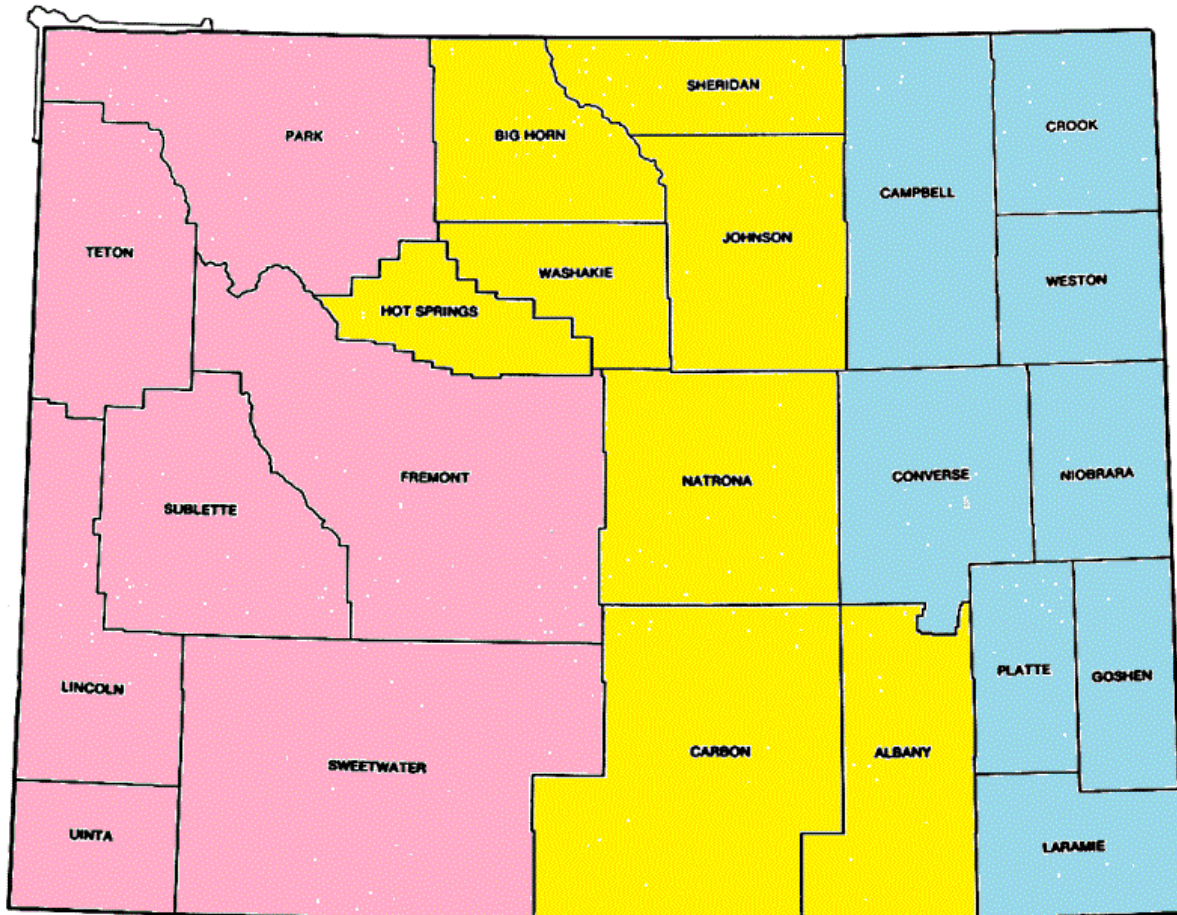 SHERIDAN
PARK
BIG HORN
CROOK
CAMPBELL
TETON
JOHNSON
WASHAKIE
WESTON
HOT SPRINGS
FREMONT
NATRONA
CONVERSE
NIOBRARA
SUBLETTE
LINCOLN
PLATTE
GOSHEN
SWEETWATER
CARBON
ALBANY
UINTA
LARAMIE